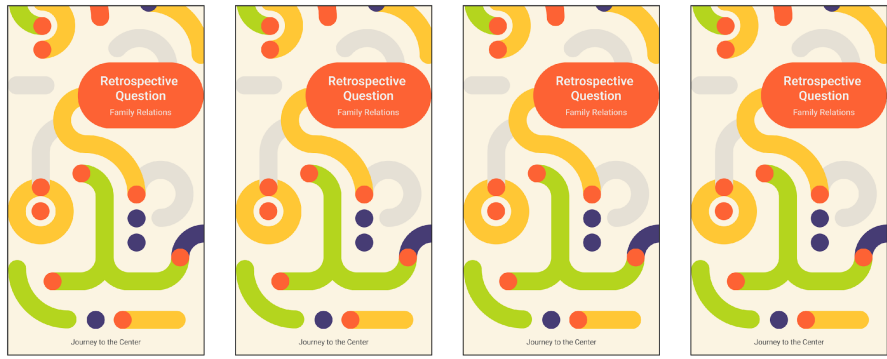 Retrospective
Question
Family Relations
Journey to the Center
Retrospective
Question
Family Relations
Journey to the Center
Retrospective
Question
Family Relations
Journey to the Center
Retrospective
Question
Family Relations
Journey to the Center